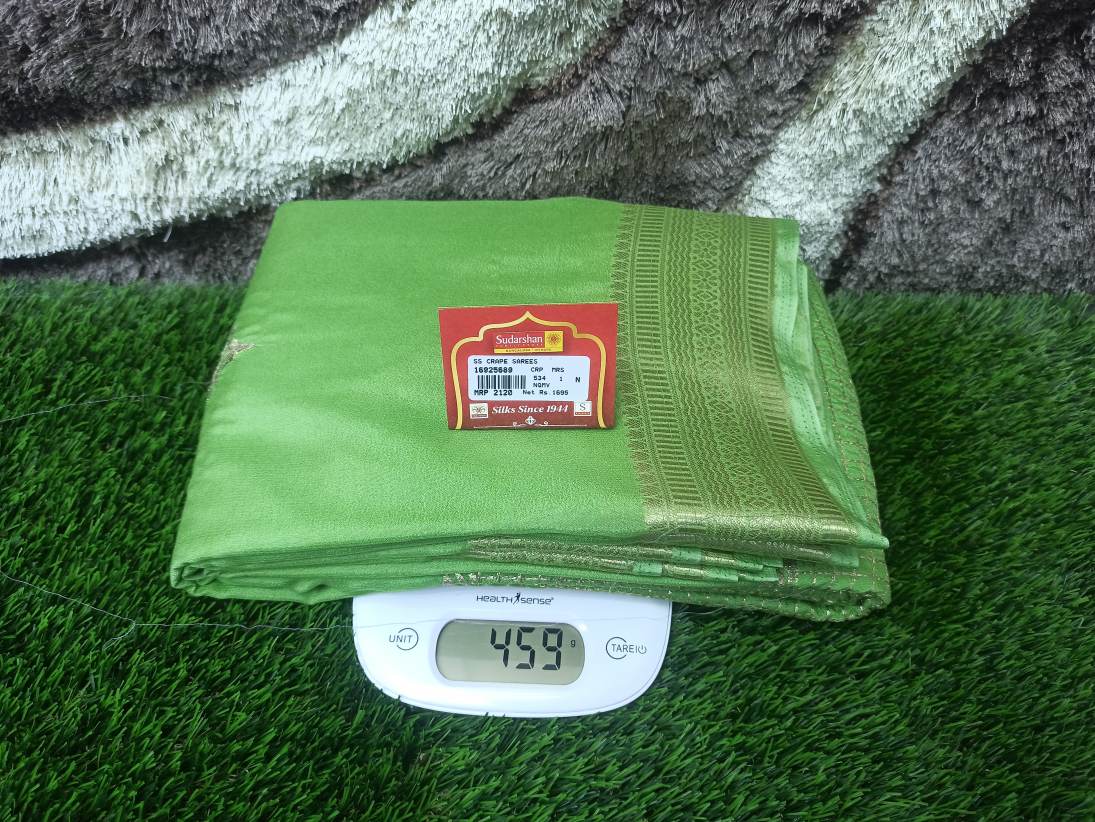 Sudarshan
SS CRAPE SAREES
16925689 CRP MRS
534 1 N
NQMV
MRP 2120 Net Rs.1695
Silks Since 1944
S
HEALTH SENSE
UNIT
459 g
TARE